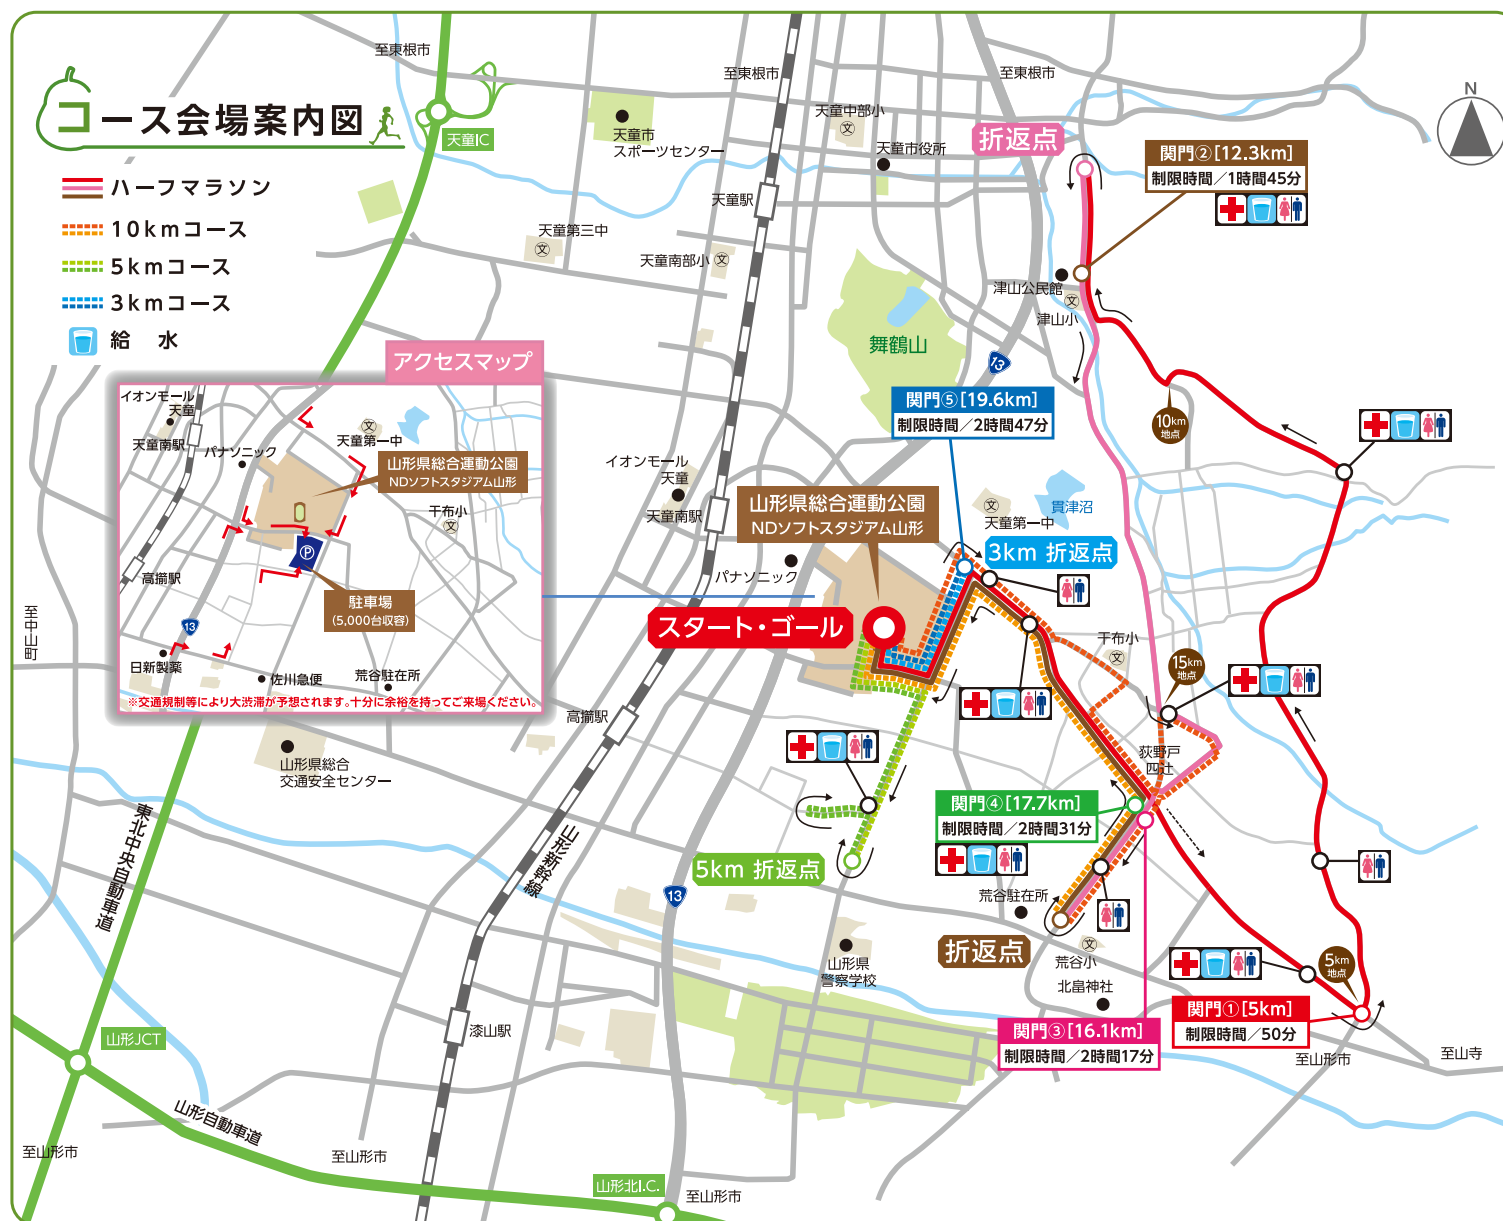 コース会場案内図
ハーフマラソン
10kmコース
5kmコース
3kmコース
給 水
至東根市
天童IC
天童市
スポーツセンター
至東根市
天童中部小
文
天童市役所
至東根市
折返点
N
関門②[12.3km]
制限時間/1時間45分
天童駅
天童第三中
文
天童南部小
文
津山公民館
文
津山小
舞鶴山
13
関門⑤[19.6km]
制限時間/2時間47分
10km
地点
アクセスマップ
イオンモール
天童
天童南駅
パナソニック
文
天童第一中
山形県総合運動公園
NDソフトスタジアム山形
干布小
文
P
高擶駅
駐車場
(5,000台収容)
13
日新製薬
佐川急便
荒谷駐在所
※交通規制等により大渋滞が予想されます。十分に余裕を持ってご来場ください。
至中山町
イオンモール
天童
天童南駅
山形県総合運動公園
NDソフトスタジアム山形
文
天童第一中
貫津沼
3km 折返点
パナソニック
スタート・ゴール
干布小
文
15km
地点
高擶駅
荻野戸
四辻
山形県総合
交通安全センター
東北中央自動車道
山形新幹線
関門④[17.7km]
制限時間/2時間31分
5km 折返点
13
荒谷駐在所
折返点
文
荒谷小
山形県
警察学校
北畠神社
5km
地点
関門①[5km]
制限時間/50分
関門③[16.1km]
制限時間/2時間17分
漆山駅
山形JCT
至山形市
至山寺
山形自動車道
至山形市
至山形市
山形北I.C.
至山形市